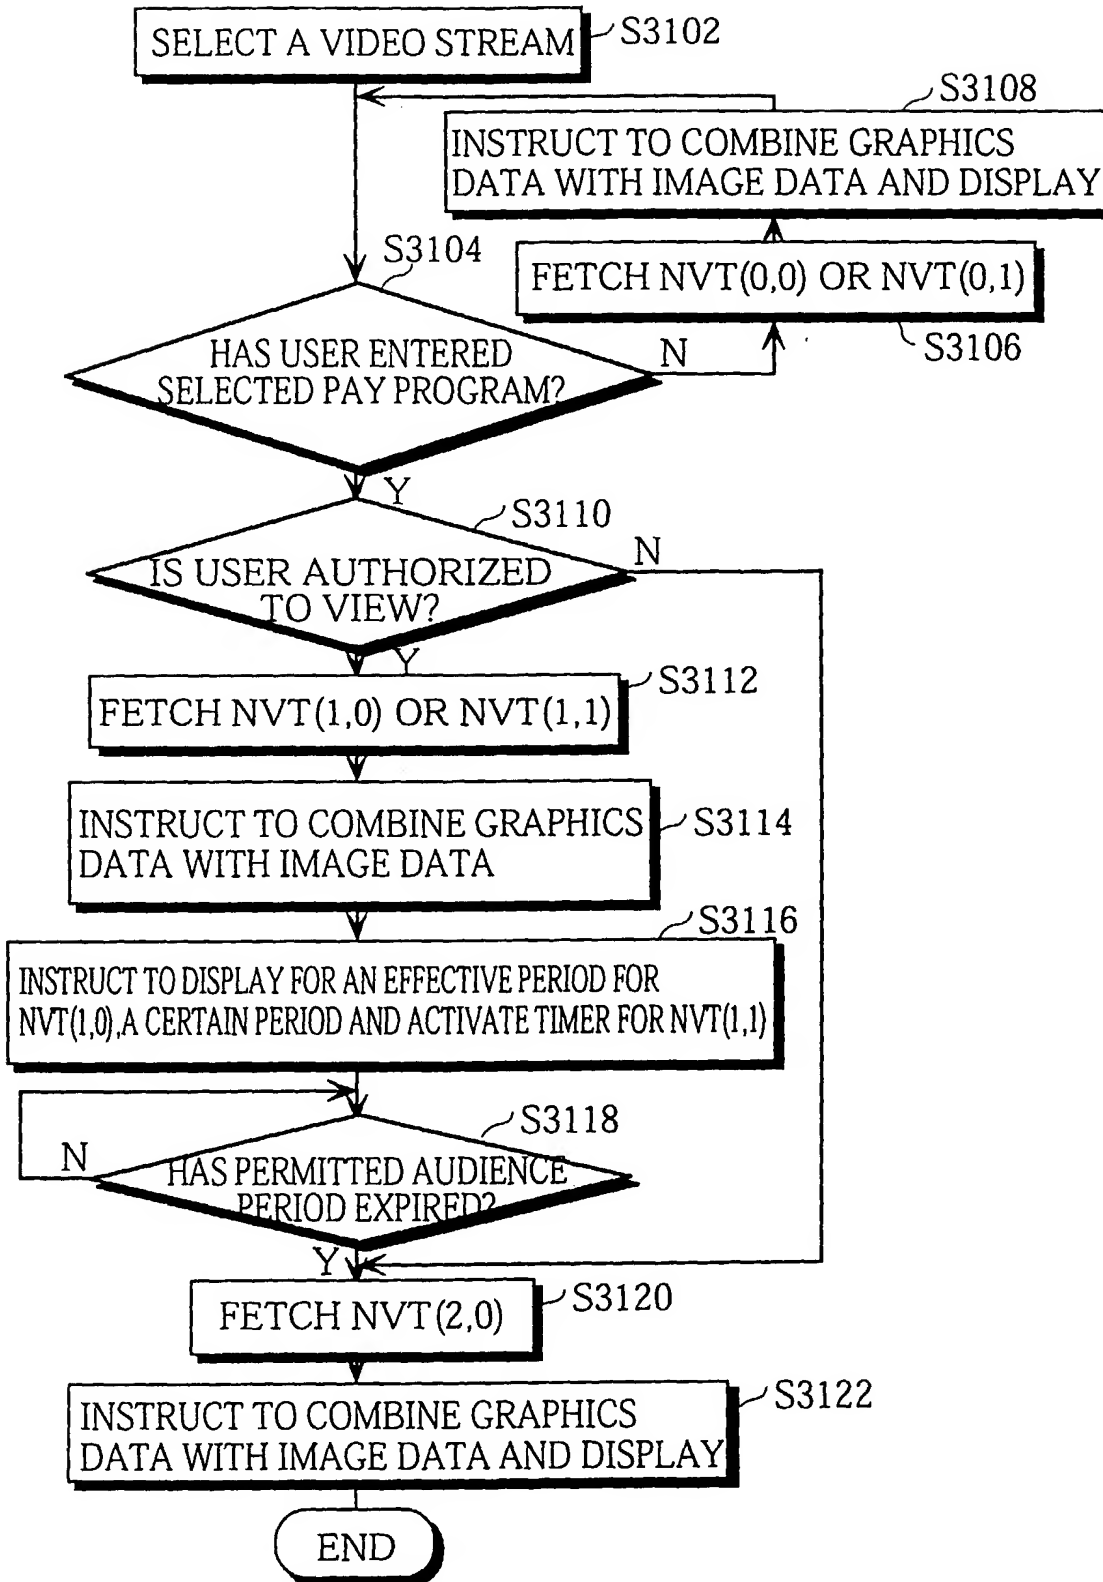 SELECT A VIDEO STREAM
S3102
S3108
INSTRUCT TO COMBINE GRAPHICS
DATA WITH IMAGE DATA AND DISPLAY
S3104
FETCH NVT(0,0) OR NVT(0,1)
S3106
HAS USER ENTERED
SELECTED PAY PROGRAM?
N
Y
S3110
IS USER AUTHORIZED
TO VIEW?
N
Y
S3112
FETCH NVT(1,0) OR NVT(1,1)
INSTRUCT TO COMBINE GRAPHICS
DATA WITH IMAGE DATA
S3114
S3116
INSTRUCT TO DISPLAY FOR AN EFFECTIVE PERIOD FOR
NVT(1,0),A CERTAIN PERIOD AND ACTIVATE TIMER FOR NVT(1,1)
S3118
N
HAS PERMITTED AUDIENCE
PERIOD EXPIRED?
Y
FETCH NVT(2,0)
S3120
S3122
INSTRUCT TO COMBINE GRAPHICS
DATA WITH IMAGE DATA AND DISPLAY
END